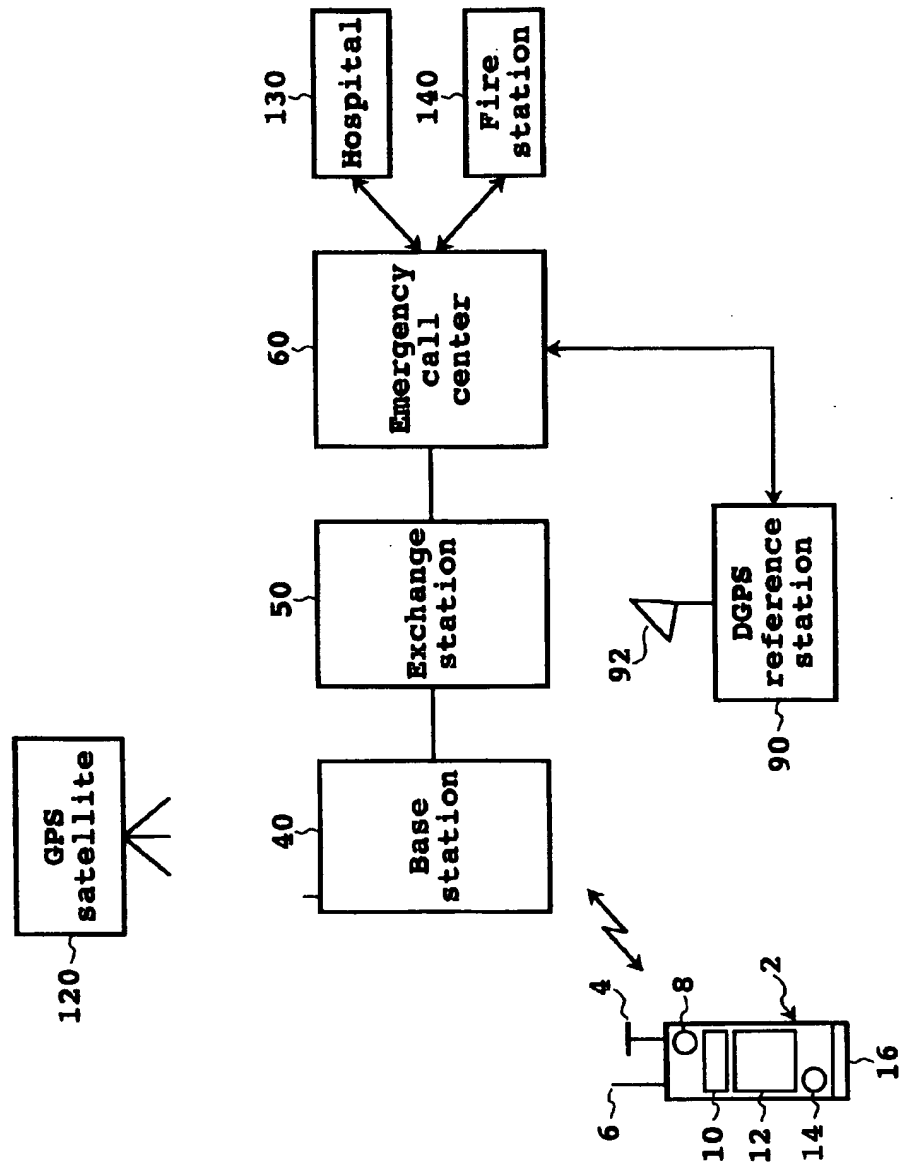 120
GPS
satellite
40
Base
station
50
Exchange
station
60
Emergency
call
center
130
Hospital
140
Fire
station
92
90
DGPS
reference
station
6
4
8
2
10
12
14
16